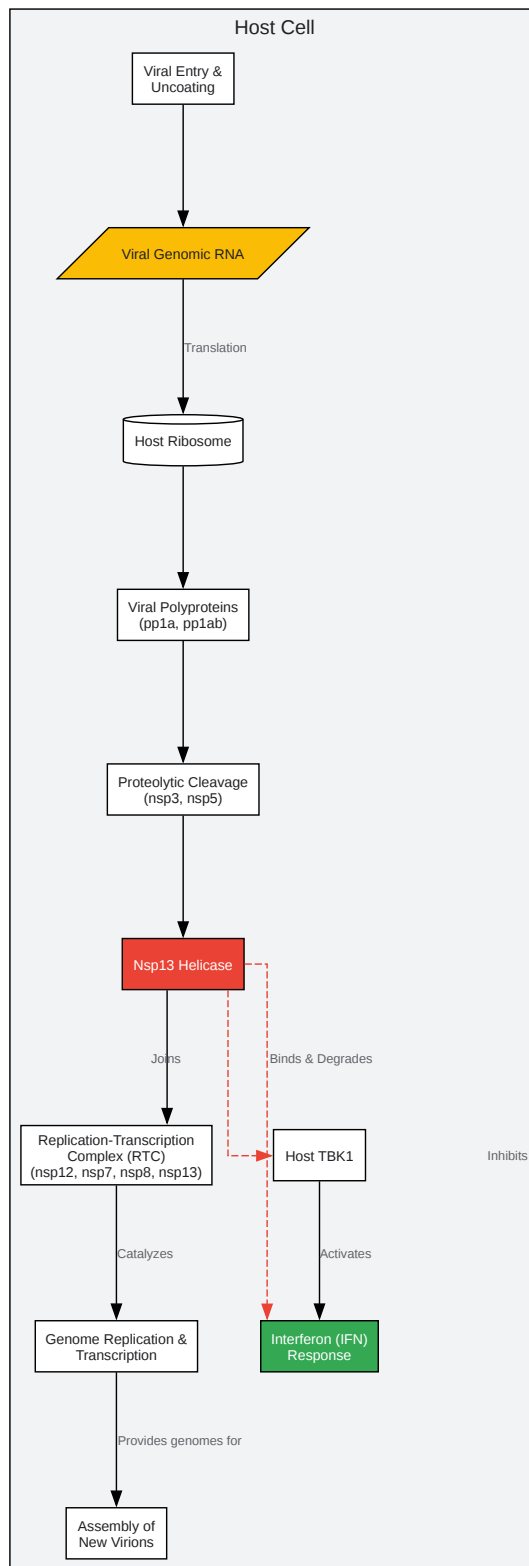 Host Cell
Viral Entry &
Uncoating
Viral Genomic RNA
Translation
Host Ribosome
Viral Polyproteins
(pp1a, pp1ab)
Proteolytic Cleavage
(nsp3, nsp5)
Nsp13 Helicase
Joins
Binds & Degrades
Replication-Transcription
Complex (RTC)
(nsp12, nsp7, nsp8, nsp13)
Host TBK1
Inhibits
Catalyzes
Activates
Genome Replication &
Transcription
Interferon (IFN)
Response
Provides genomes for
Assembly of
New Virions